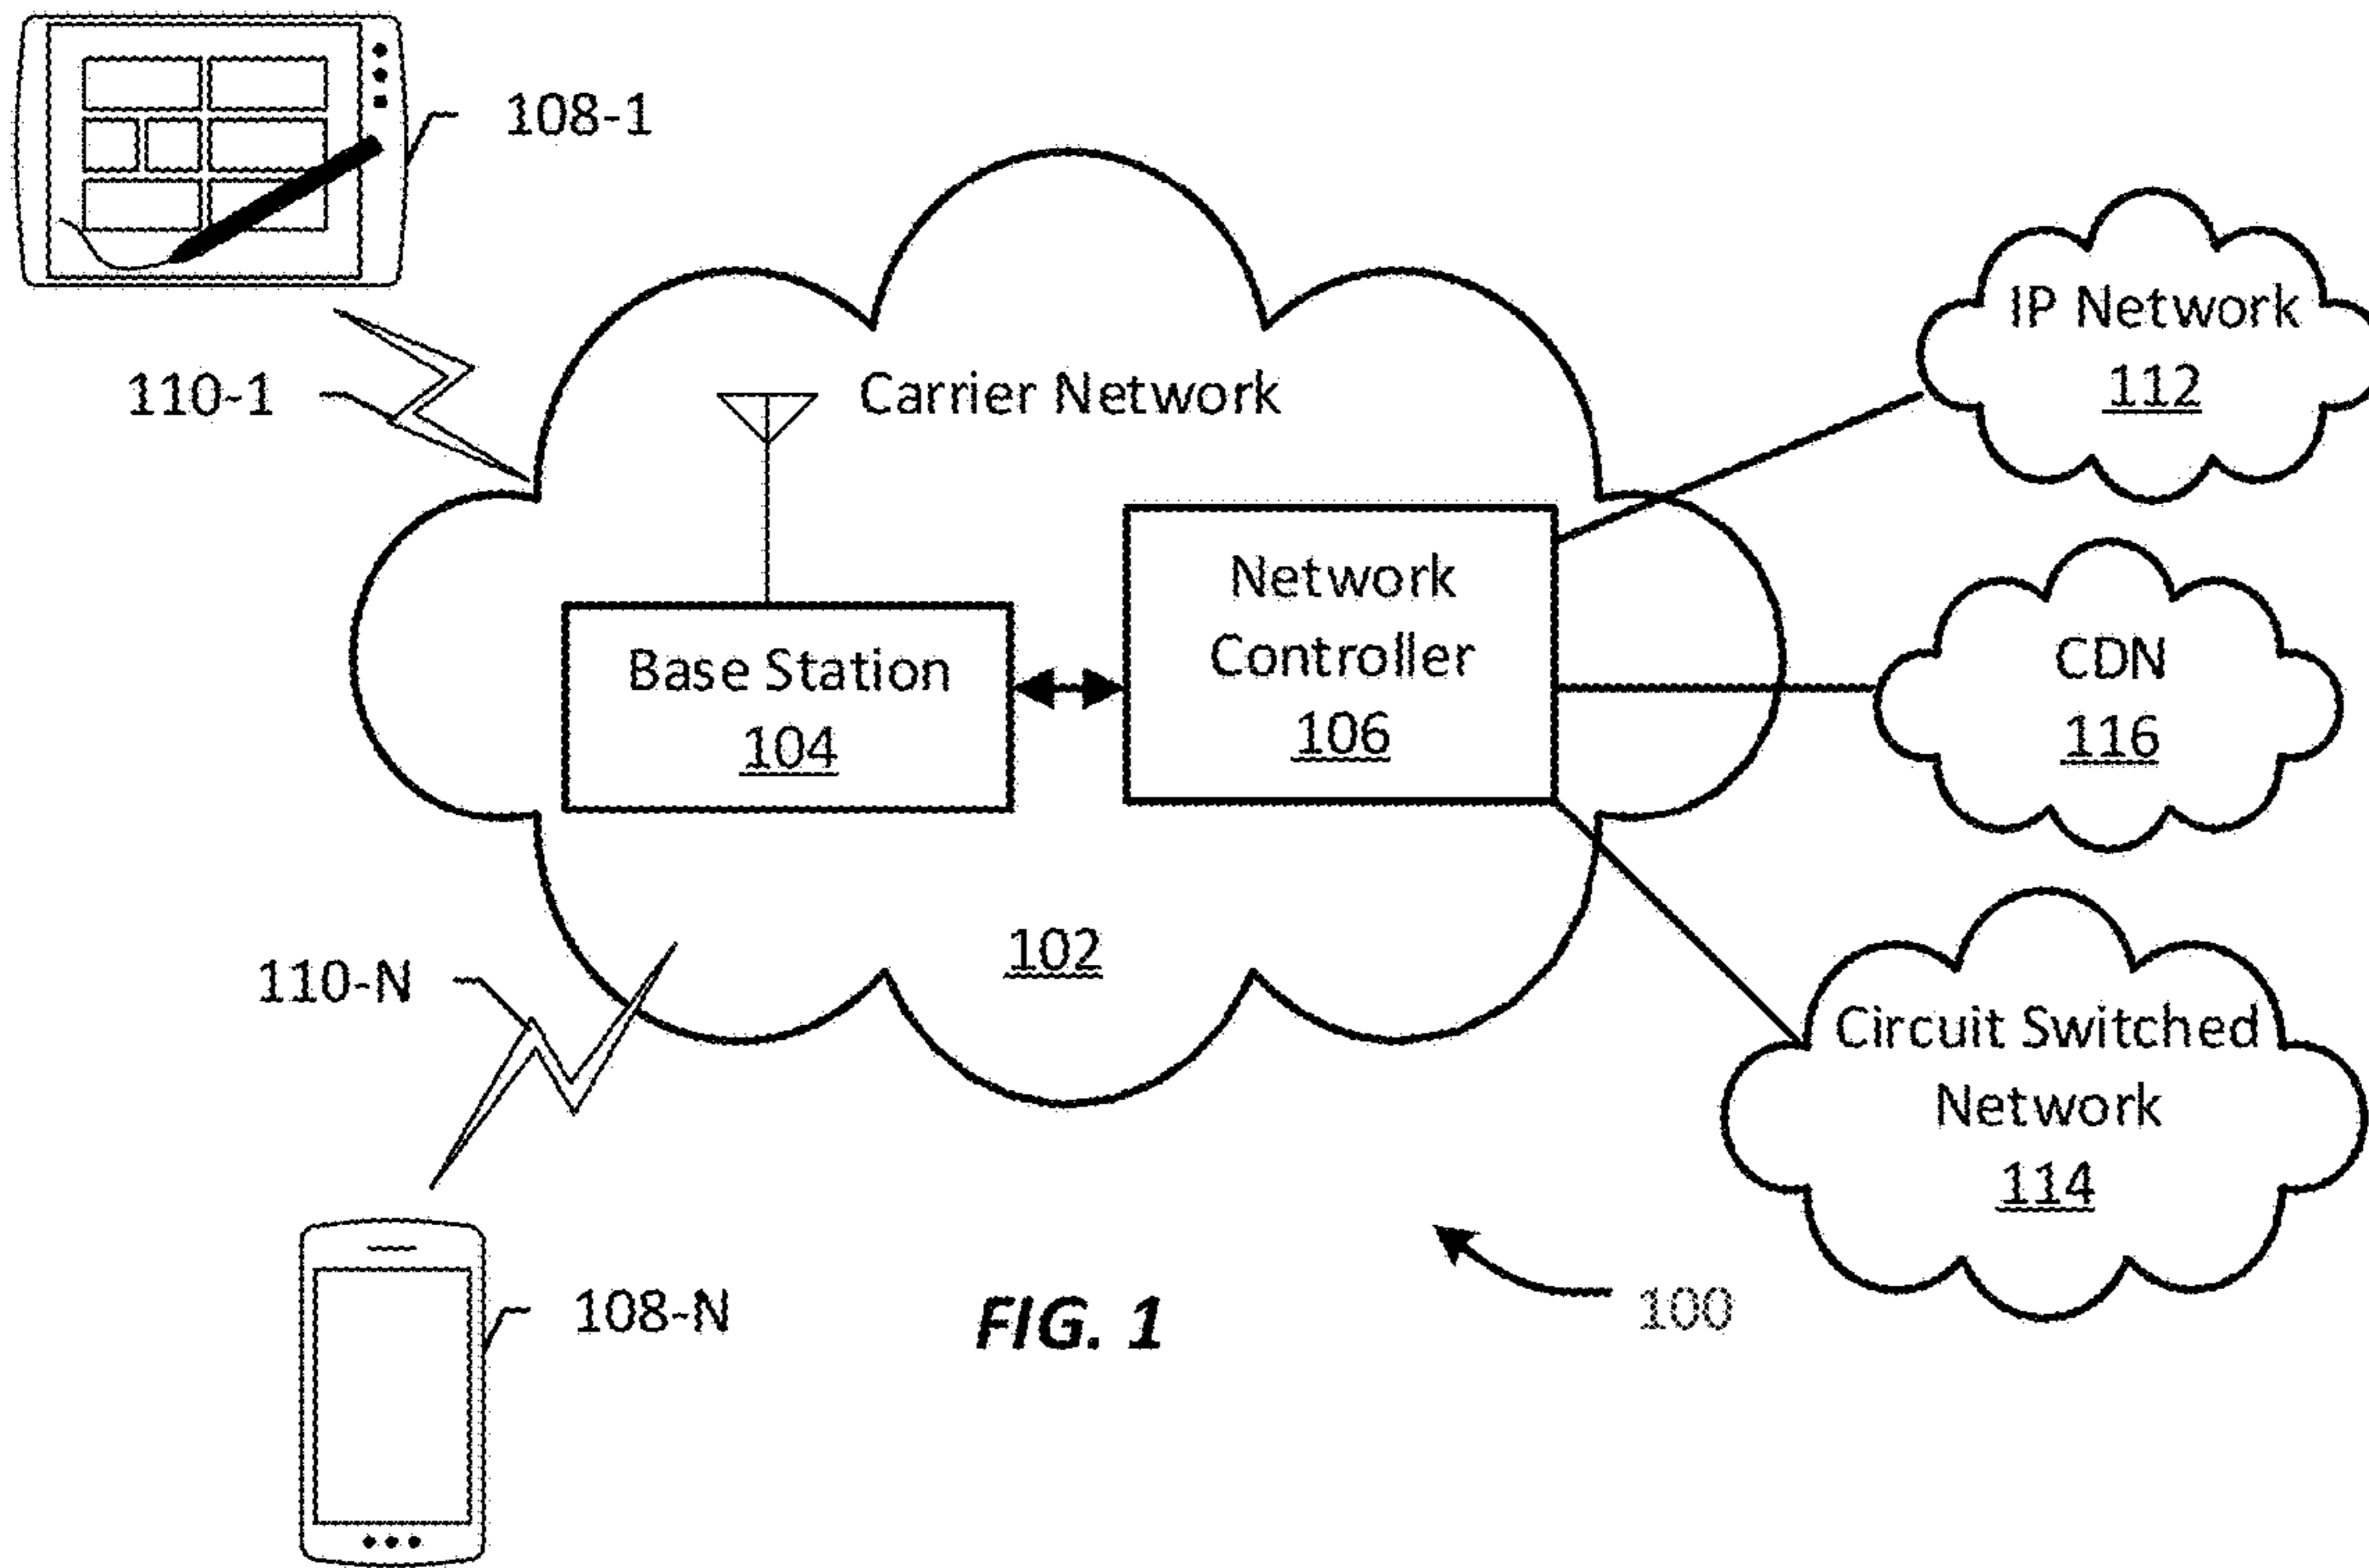 108-1
110-1
Carrier Network
IP Network
112
Network
Controller
106
Base Station
104
CDN
116
102
110-N
Circuit Switched
Network
114
108-N
FIG. 1
100